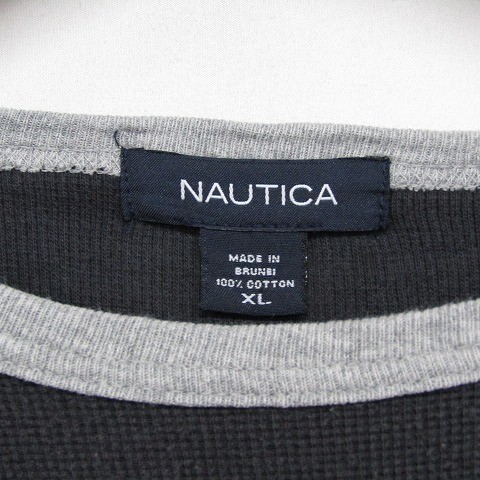 NAUTICA
MADE IN
BRUNEI
100% COTTON
XL